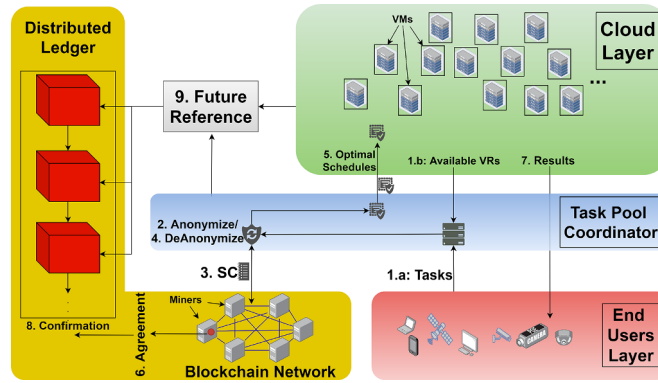 Distributed
Ledger
VMs
Cloud
Layer
...
9. Future
Reference
5. Optimal
Schedules
1.b: Available VRs
7. Results
2. Anonymize/
4. DeAnonymize
Task Pool
Coordinator
3. SC
1.a: Tasks
Miners
8. Confirmation
6. Agreement
Blockchain Network
CAMERA
End
Users
Layer